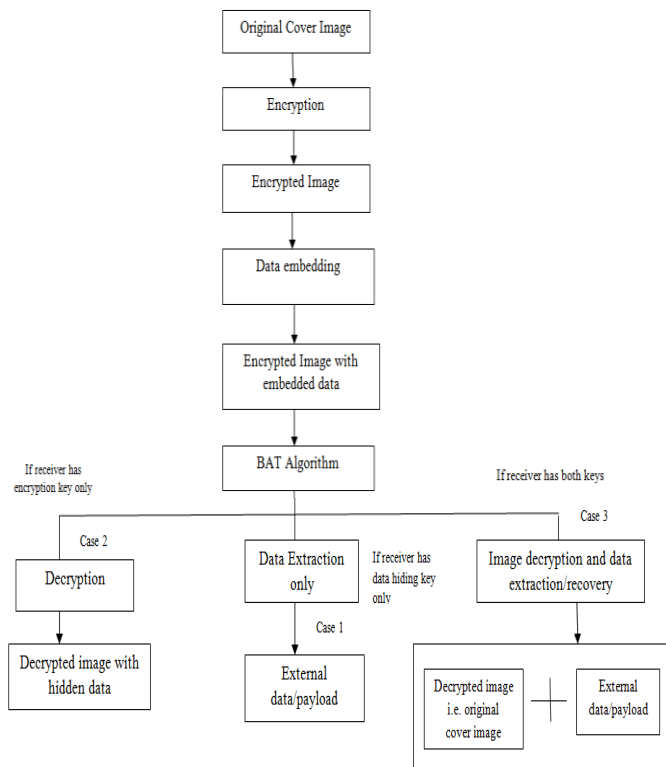 Original Cover Image
Encryption
Encrypted Image
Data embedding
Encrypted Image with
embedded data
BAT Algorithm
If receiver has
encryption key only
If receiver has both keys
Case 2
Case 3
Decryption
Data Extraction
only
If receiver has
data hiding key
only
Image decryption and data
extraction/recovery
Case 1
Decrypted image with
hidden data
External
data/payload
Decrypted image
i.e. original
cover image
External
data/payload